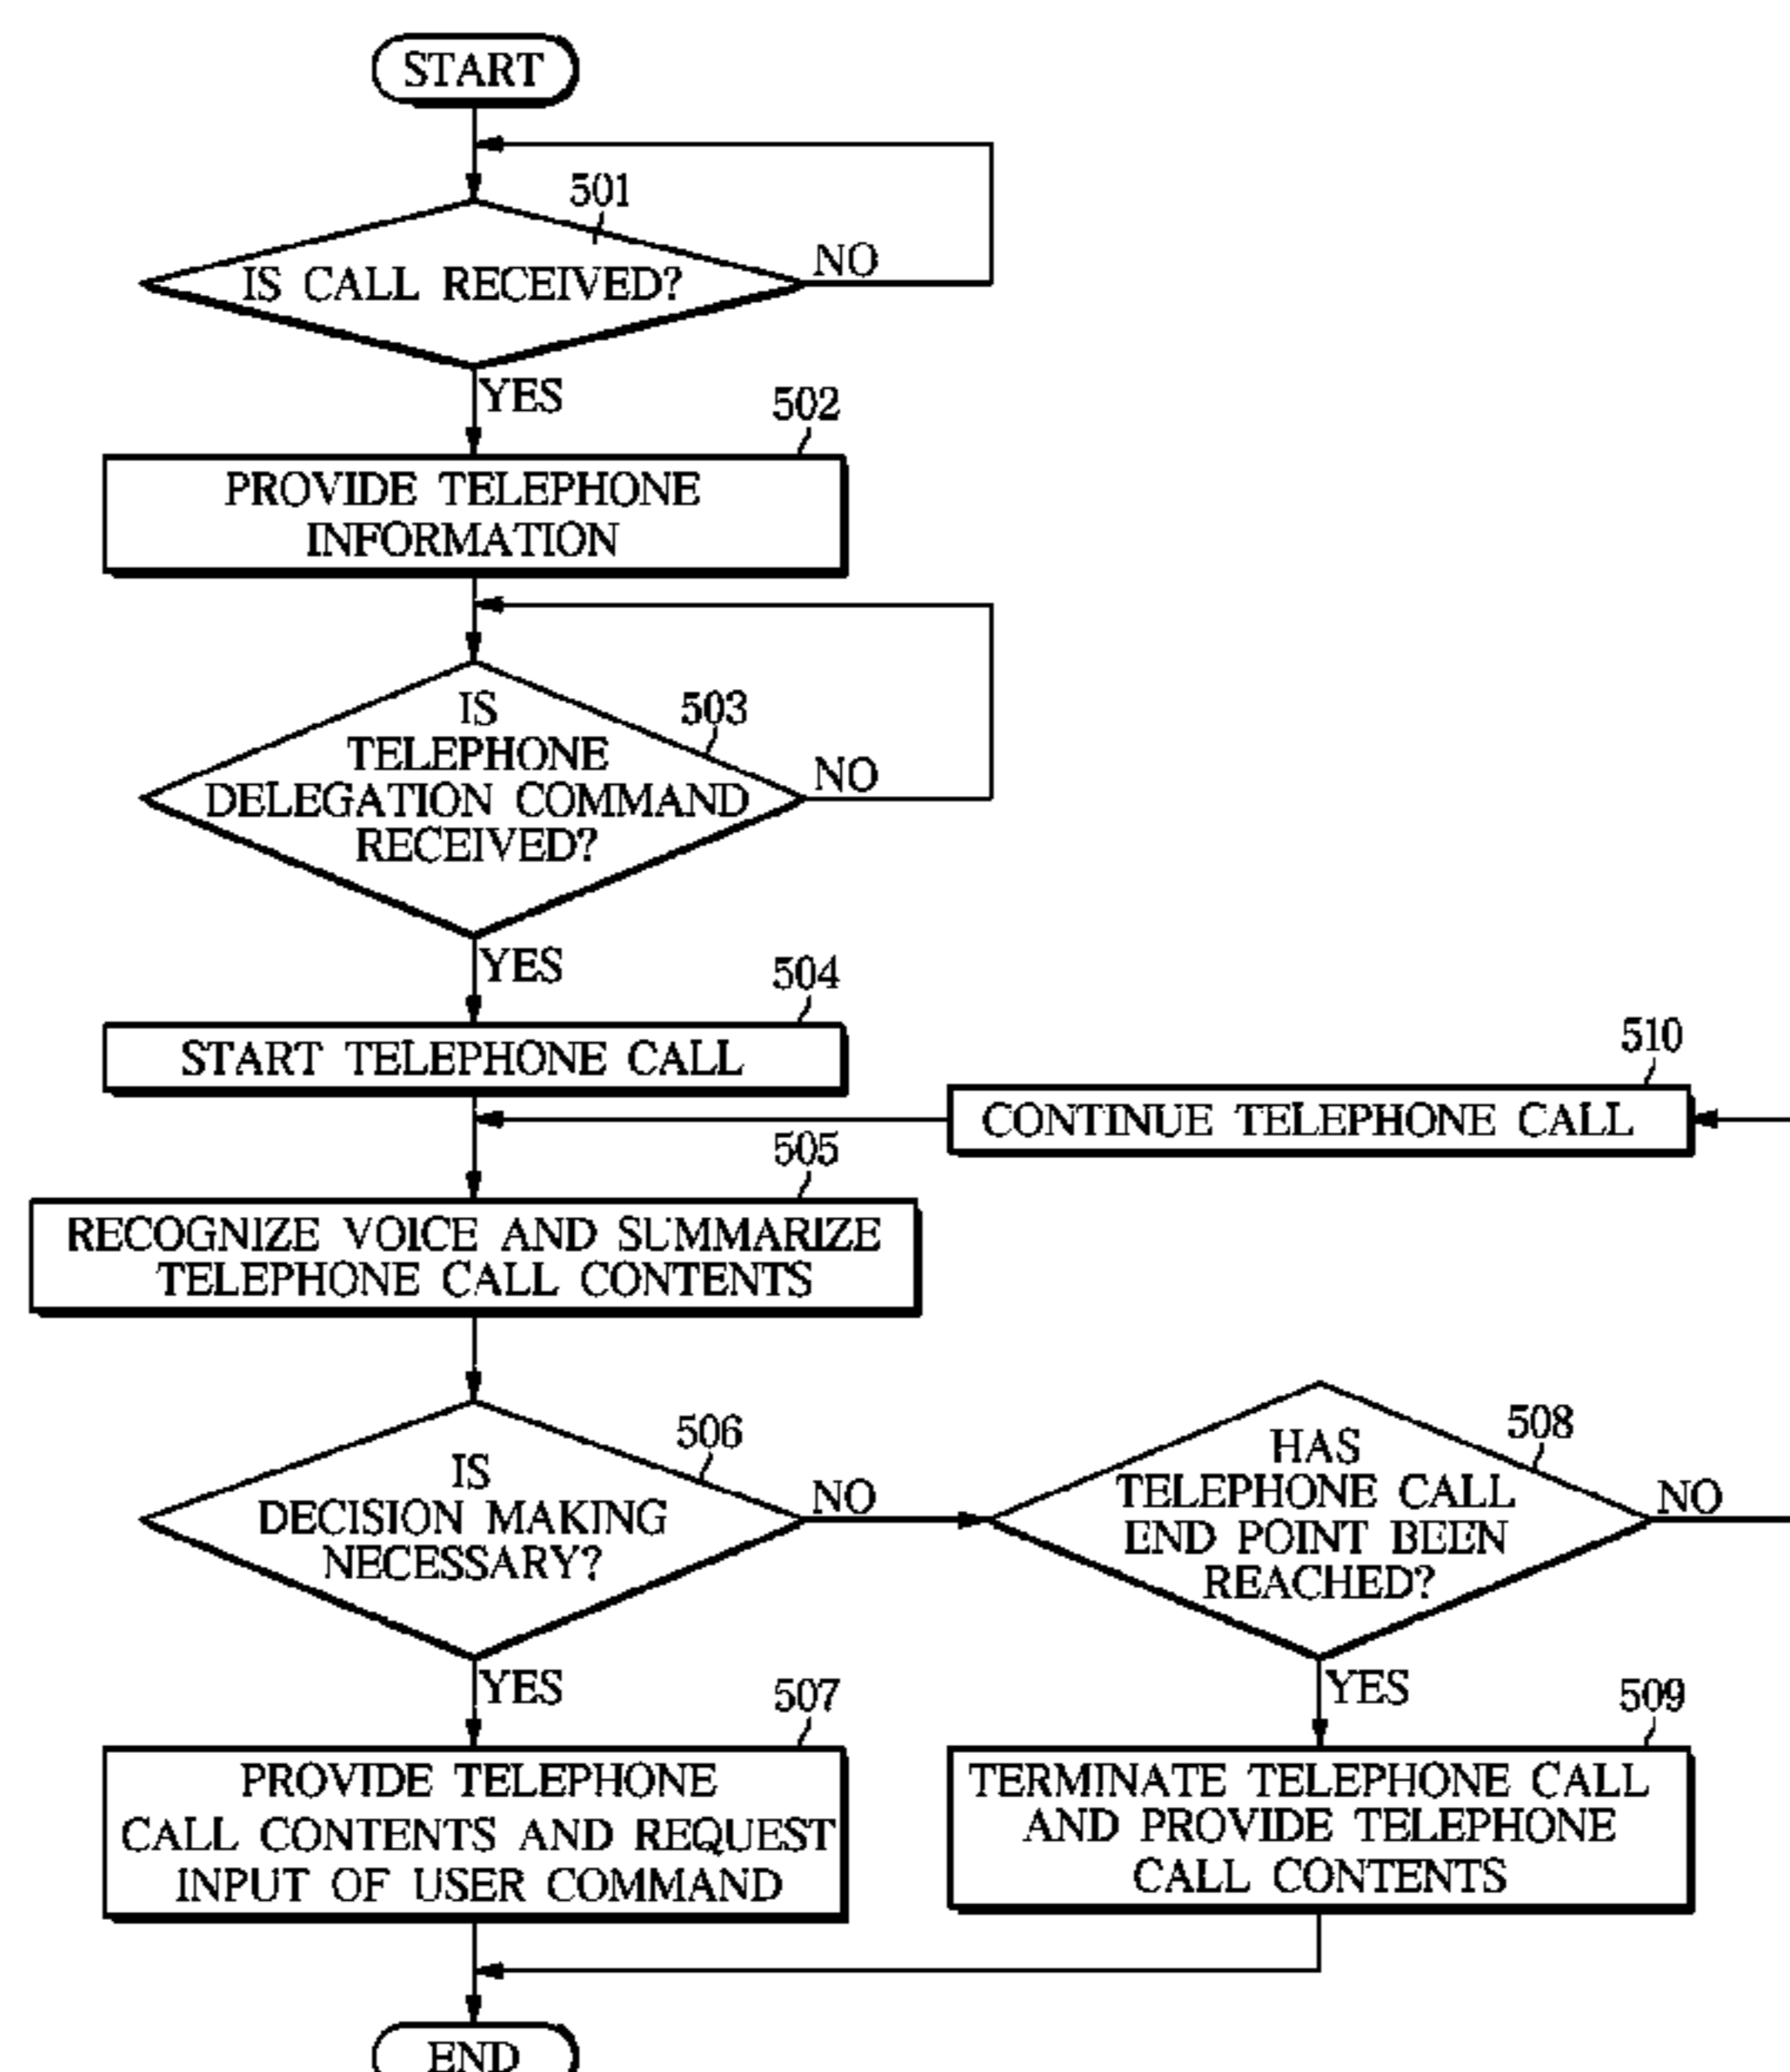 START
501
IS CALL RECEIVED?
NO
YES
502
PROVIDE TELEPHONE
INFORMATION
503
IS
TELEPHONE
DELEGATION COMMAND
RECEIVED?
NO
YES
504
START TELEPHONE CALL
510
CONTINUE TELEPHONE CALL
505
RECOGNIZE VOICE AND SUMMARIZE
TELEPHONE CALL CONTENTS
506
IS
DECISION MAKING
NECESSARY?
NO
508
HAS
TELEPHONE CALL
END POINT BEEN
REACHED?
NO
YES
507
PROVIDE TELEPHONE
CALL CONTENTS AND REQUEST
INPUT OF USER COMMAND
YES
509
TERMINATE TELEPHONE CALL
AND PROVIDE TELEPHONE
CALL CONTENTS
END